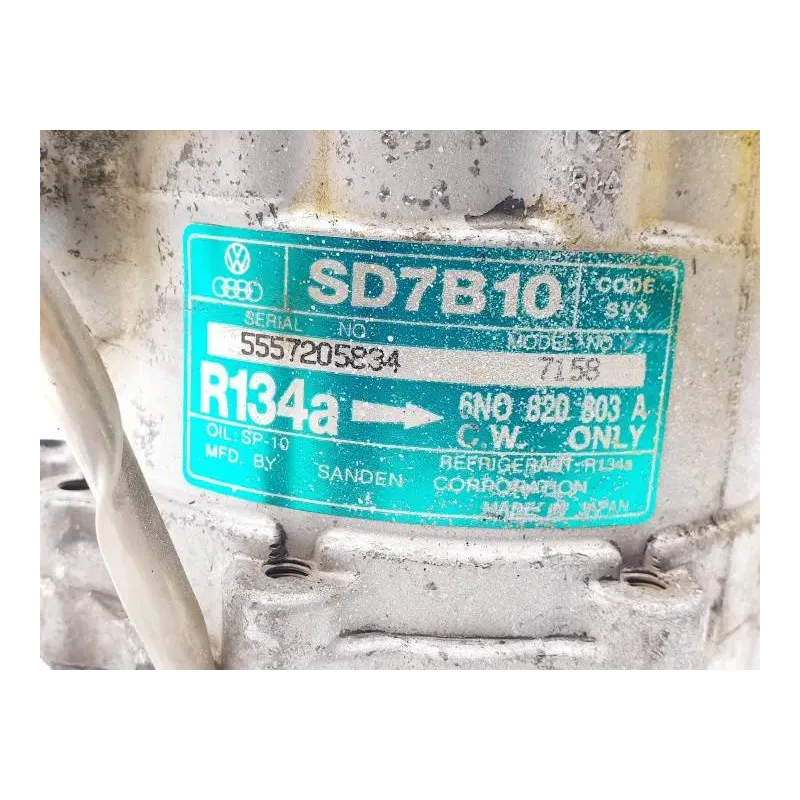 SD7B10
CODE
SY3
SERIAL NO.
MODEL NO.
5557205834
7158
R134a
6N0 820 803 A
C.W. ONLY
OIL: SP-10
REFRIGERANT: R134a
MFD. BY SANDEN CORPORATION
MADE IN JAPAN